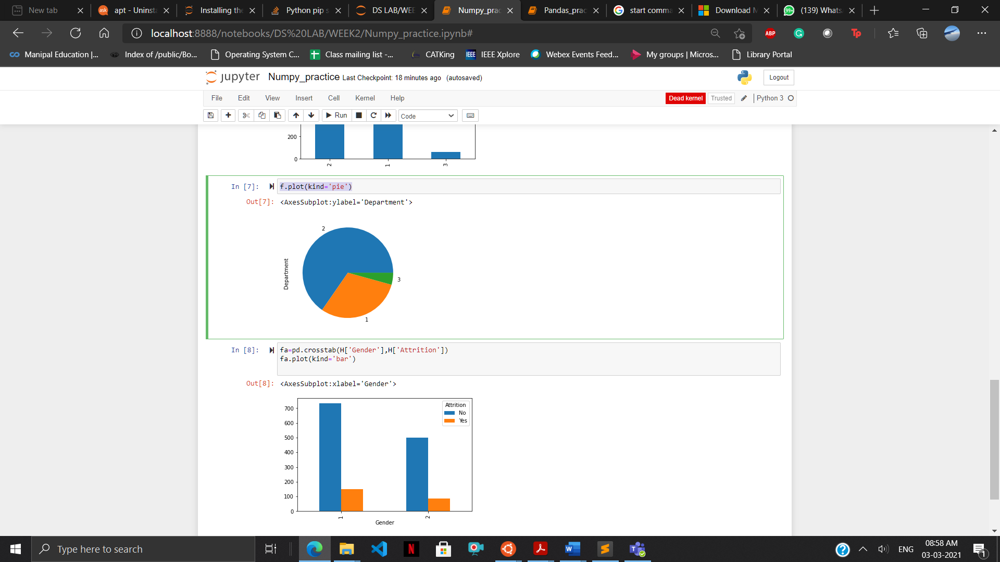 New tab
apt - Uninsta
Installing the
Python pip s
DS LAB/WEE
Numpy_prac
Pandas_prac
start comma
Download M
(139) Whats
localhost:8888/notebooks/DS%20LAB/WEEK2/Numpy_practice.ipynb#
ABP
Manipal Education |...
Index of /public/Bo...
Operating System C...
Class mailing list -...
CATKing
IEEE Xplore
Webex Events Feed...
My groups | Micros...
Library Portal
jupyter Numpy_practice Last Checkpoint: 18 minutes ago (autosaved)
Logout
File Edit View Insert Cell Kernel Help
Dead kernel Trusted Python 3
Run
Code
200
0
2 1 3
In [7]: f.plot(kind='pie')
Out[7]: <AxesSubplot:ylabel='Department'>
2
Department
3
1
In [8]: fa=pd.crosstab(H['Gender'],H['Attrition'])
fa.plot(kind='bar')
Out[8]: <AxesSubplot:xlabel='Gender'>
Attrition
No
Yes
700
600
500
400
300
200
100
0
1 2
Gender
Type here to search
ENG
08:58 AM
03-03-2021
1